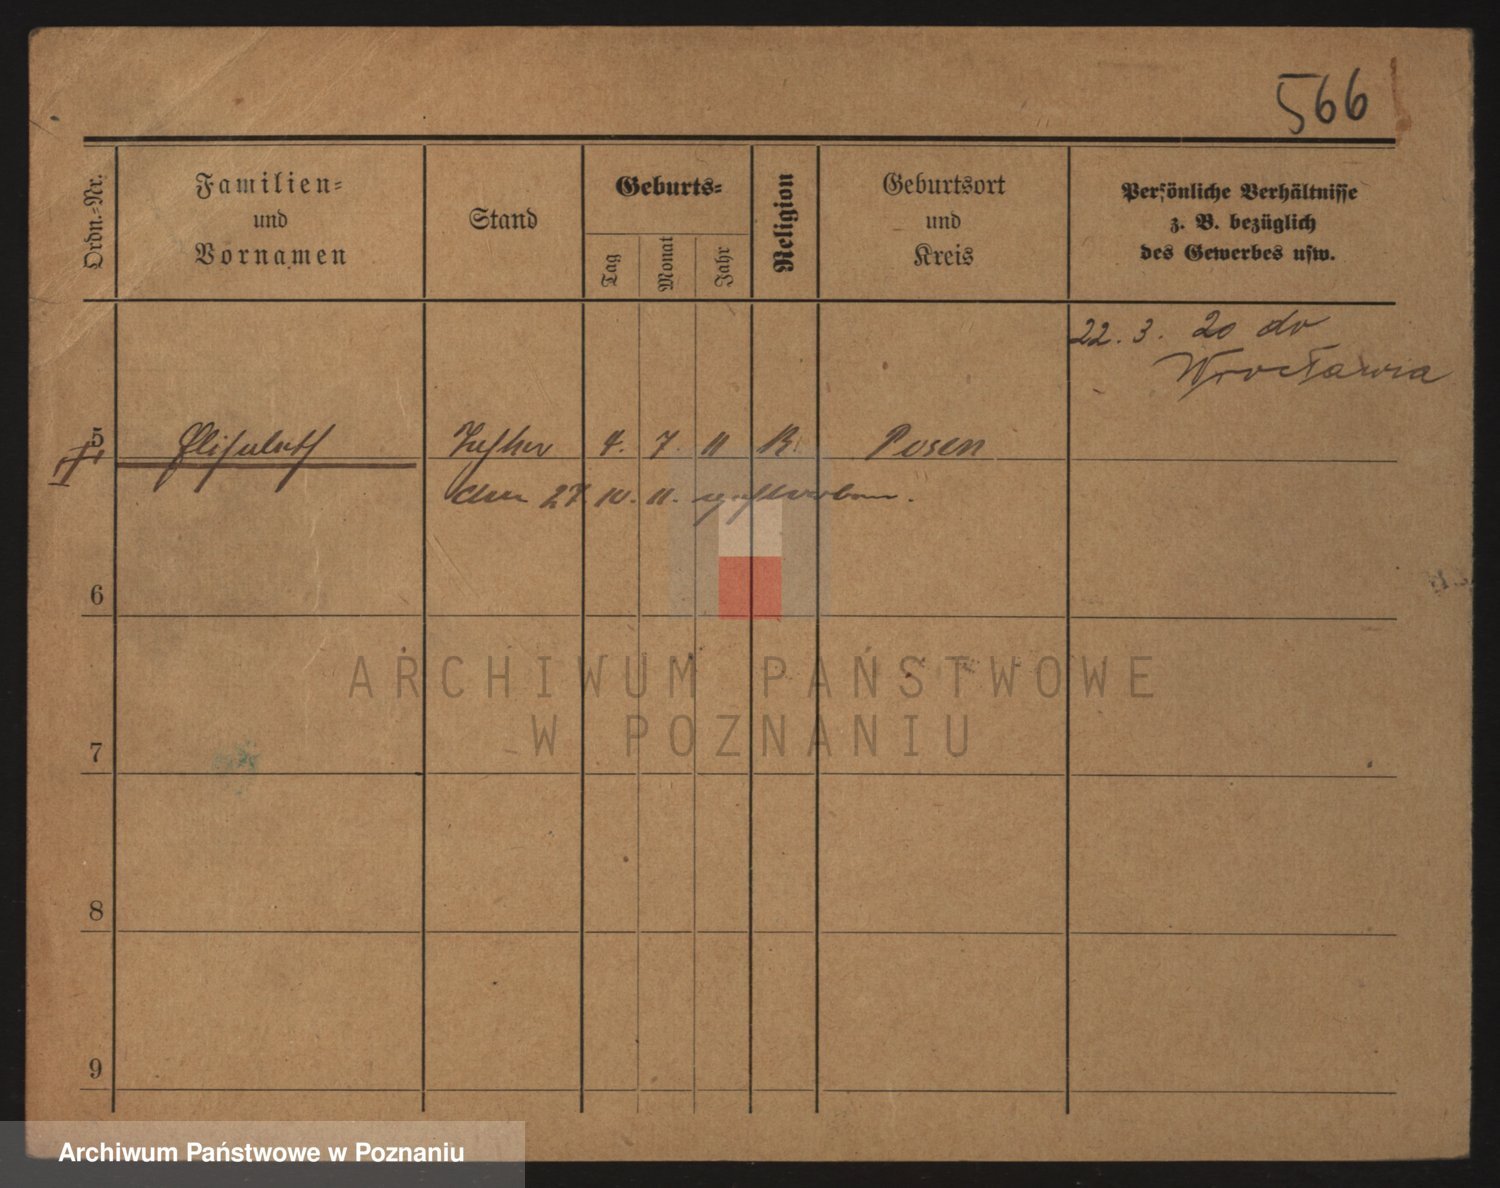 566
Ordn.-Nr.
Familien-
und
Vornamen
Stand
Geburts-
Tag
Monat
Jahr
Religion
Geburtsort
und
Kreis
Persönliche Verhältnisse
z. B. bezüglich
des Gewerbes usw.
22. 3. 20 do
Wrocławia
5 Elisabeth Tochter 4. 7. 11 K. Posen
den 27. 10. 11. verstorben.
6
7
8
9
ARCHIWUM PAŃSTWOWE
W POZNANIU
Archiwum Państwowe w Poznaniu